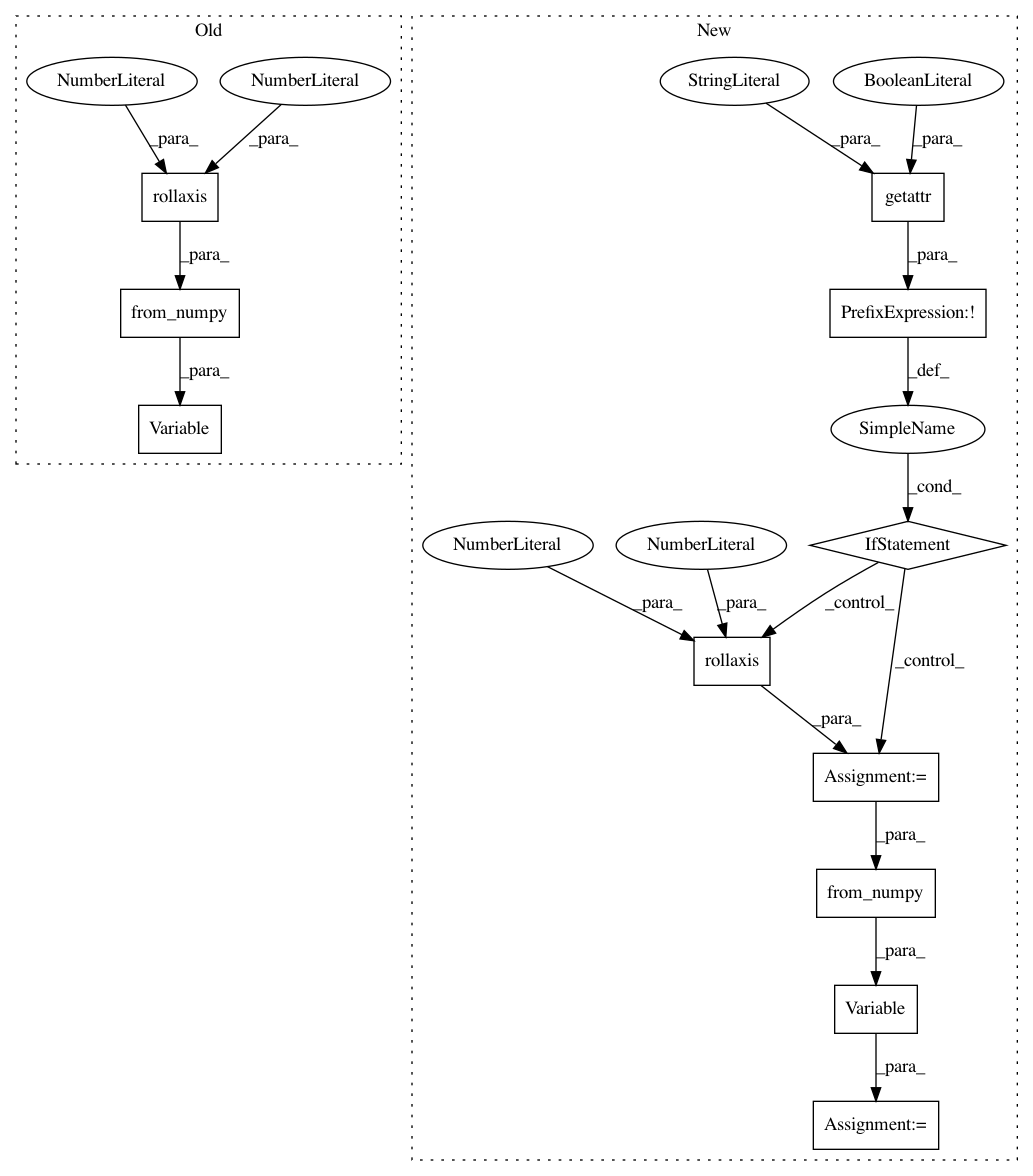 Old
New
NumberLiteral
NumberLiteral
StringLiteral
BooleanLiteral
_para_
_para_
_para_
_para_
rollaxis
getattr
_para_
_para_
from_numpy
PrefixExpression:!
_para_
_def_
Variable
SimpleName
_cond_
NumberLiteral
NumberLiteral
IfStatement
_para_
_para_
_control_
rollaxis
_control_
_para_
Assignment:=
_para_
from_numpy
_para_
Variable
_para_
Assignment:=